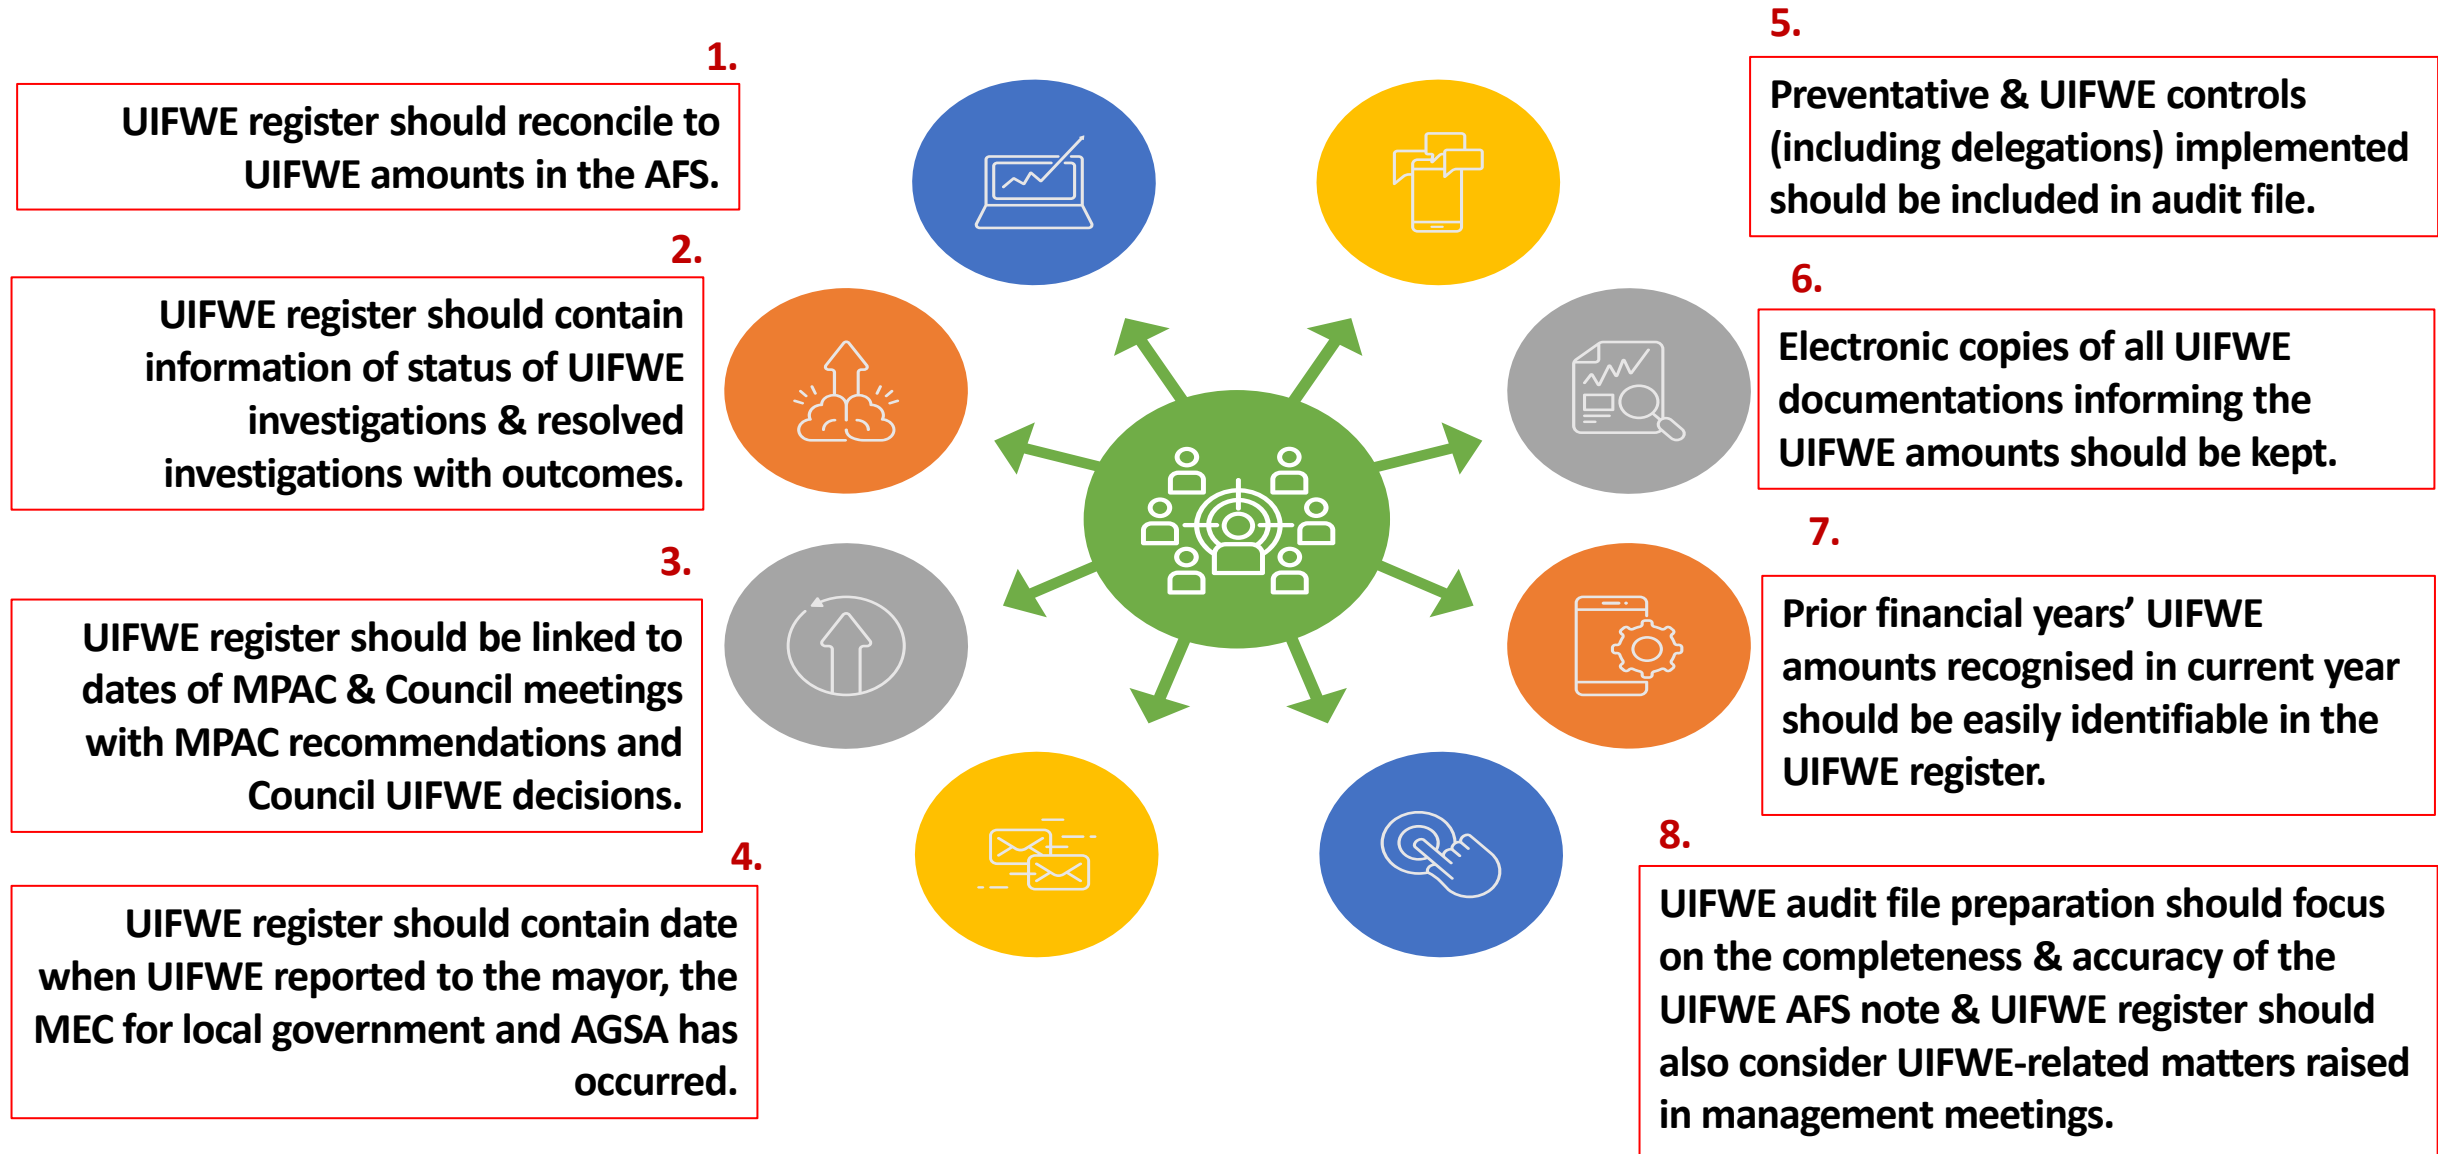 1.
UIFWE register should reconcile to
UIFWE amounts in the AFS.
2.
UIFWE register should contain
information of status of UIFWE
investigations & resolved
investigations with outcomes.
3.
UIFWE register should be linked to
dates of MPAC & Council meetings
with MPAC recommendations and
Council UIFWE decisions.
4.
UIFWE register should contain date
when UIFWE reported to the mayor, the
MEC for local government and AGSA has
occurred.
5.
Preventative & UIFWE controls
(including delegations) implemented
should be included in audit file.
6.
Electronic copies of all UIFWE
documentations informing the
UIFWE amounts should be kept.
7.
Prior financial years’ UIFWE
amounts recognised in current year
should be easily identifiable in the
UIFWE register.
8.
UIFWE audit file preparation should focus
on the completeness & accuracy of the
UIFWE AFS note & UIFWE register should
also consider UIFWE-related matters raised
in management meetings.